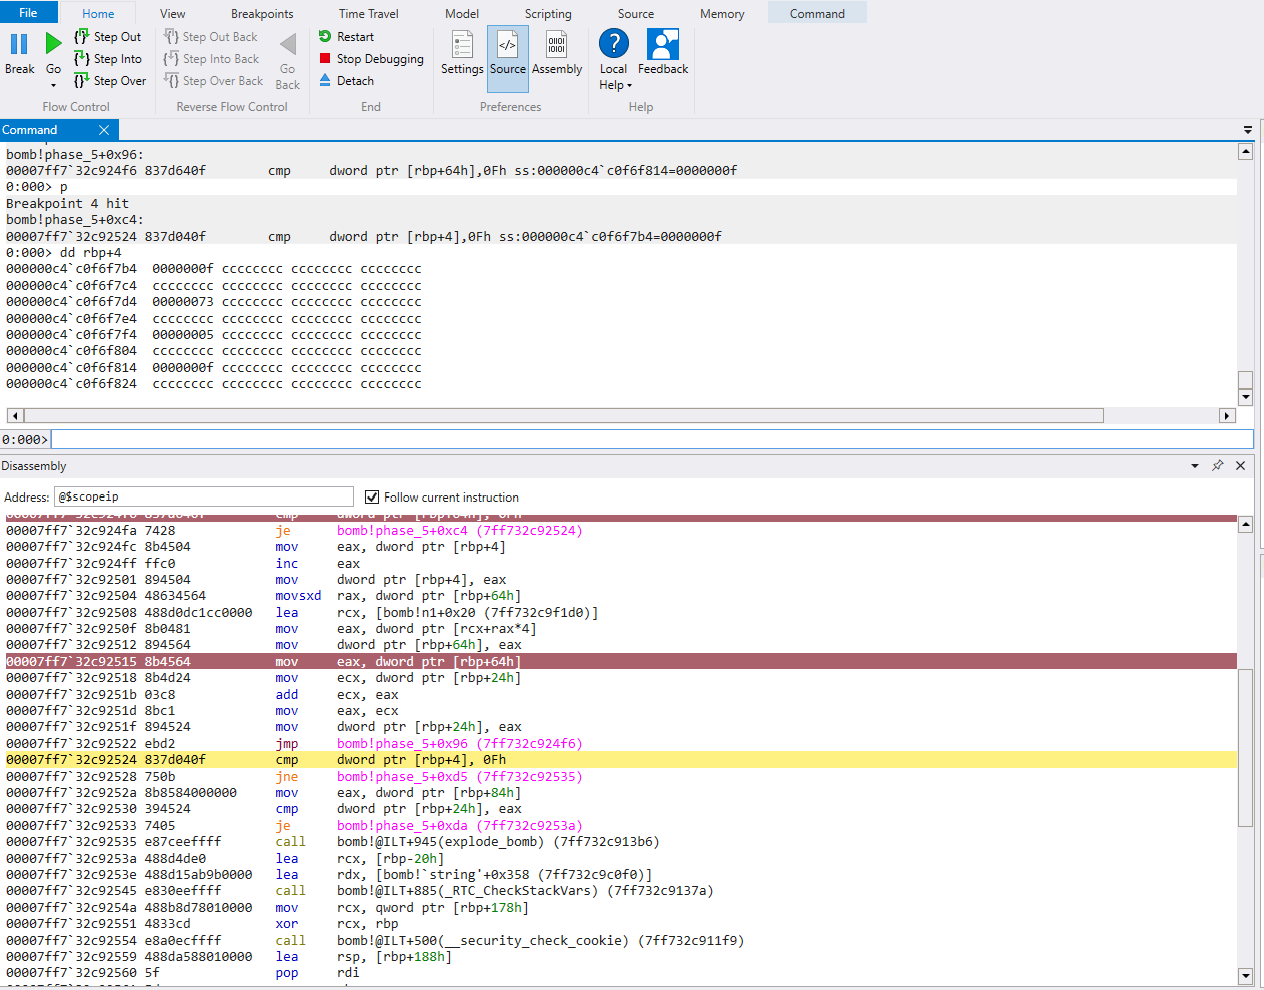 File Home View Breakpoints Time Travel Model Scripting Source Memory Command
Step Out Step Out Back Restart
Step Into Step Into Back Stop Debugging
Step Over Step Over Back Detach
Break Go Go Back Settings Source Assembly Local Help Feedback
Flow Control Reverse Flow Control End Preferences Help
Command
bomb!phase_5+0x96:
00007ff7`32c924f6 837d640f cmp dword ptr [rbp+64h],0Fh ss:000000c4`c0f6f814=0000000f
0:000> p
Breakpoint 4 hit
bomb!phase_5+0xc4:
00007ff7`32c92524 837d040f cmp dword ptr [rbp+4],0Fh ss:000000c4`c0f6f7b4=0000000f
0:000> dd rbp+4
000000c4`c0f6f7b4 0000000f cccccccc cccccccc cccccccc
000000c4`c0f6f7c4 cccccccc cccccccc cccccccc cccccccc
000000c4`c0f6f7d4 00000073 cccccccc cccccccc cccccccc
000000c4`c0f6f7e4 cccccccc cccccccc cccccccc cccccccc
000000c4`c0f6f7f4 00000005 cccccccc cccccccc cccccccc
000000c4`c0f6f804 cccccccc cccccccc cccccccc cccccccc
000000c4`c0f6f814 0000000f cccccccc cccccccc cccccccc
000000c4`c0f6f824 cccccccc cccccccc cccccccc cccccccc
0:000>
Disassembly
Address: @$scopeip Follow current instruction
00007ff7`32c924fa 7428 je bomb!phase_5+0xc4 (7ff732c92524)
00007ff7`32c924fc 8b4504 mov eax, dword ptr [rbp+4]
00007ff7`32c924ff ffc0 inc eax
00007ff7`32c92501 894504 mov dword ptr [rbp+4], eax
00007ff7`32c92504 48634564 movsxd rax, dword ptr [rbp+64h]
00007ff7`32c92508 488d0dc1cc0000 lea rcx, [bomb!n1+0x20 (7ff732c9f1d0)]
00007ff7`32c9250f 8b0481 mov eax, dword ptr [rcx+rax*4]
00007ff7`32c92512 894564 mov dword ptr [rbp+64h], eax
00007ff7`32c92515 8b4564 mov eax, dword ptr [rbp+64h]
00007ff7`32c92518 8b4d24 mov ecx, dword ptr [rbp+24h]
00007ff7`32c9251b 03c8 add ecx, eax
00007ff7`32c9251d 8bc1 mov eax, ecx
00007ff7`32c9251f 894524 mov dword ptr [rbp+24h], eax
00007ff7`32c92522 ebd2 jmp bomb!phase_5+0x96 (7ff732c924f6)
00007ff7`32c92524 837d040f cmp dword ptr [rbp+4], 0Fh
00007ff7`32c92528 750b jne bomb!phase_5+0xd5 (7ff732c92535)
00007ff7`32c9252a 8b8584000000 mov eax, dword ptr [rbp+84h]
00007ff7`32c92530 394524 cmp dword ptr [rbp+24h], eax
00007ff7`32c92533 7405 je bomb!phase_5+0xda (7ff732c9253a)
00007ff7`32c92535 e87ceeffff call bomb!@ILT+945(explode_bomb) (7ff732c913b6)
00007ff7`32c9253a 488d4de0 lea rcx, [rbp-20h]
00007ff7`32c9253e 488d15ab9b0000 lea rdx, [bomb!`string'+0x358 (7ff732c9c0f0)]
00007ff7`32c92545 e830eeffff call bomb!@ILT+885(_RTC_CheckStackVars) (7ff732c9137a)
00007ff7`32c9254a 488b8d78010000 mov rcx, qword ptr [rbp+178h]
00007ff7`32c92551 4833cd xor rcx, rbp
00007ff7`32c92554 e8a0ecffff call bomb!@ILT+500(__security_check_cookie) (7ff732c911f9)
00007ff7`32c92559 488da588010000 lea rsp, [rbp+188h]
00007ff7`32c92560 5f pop rdi